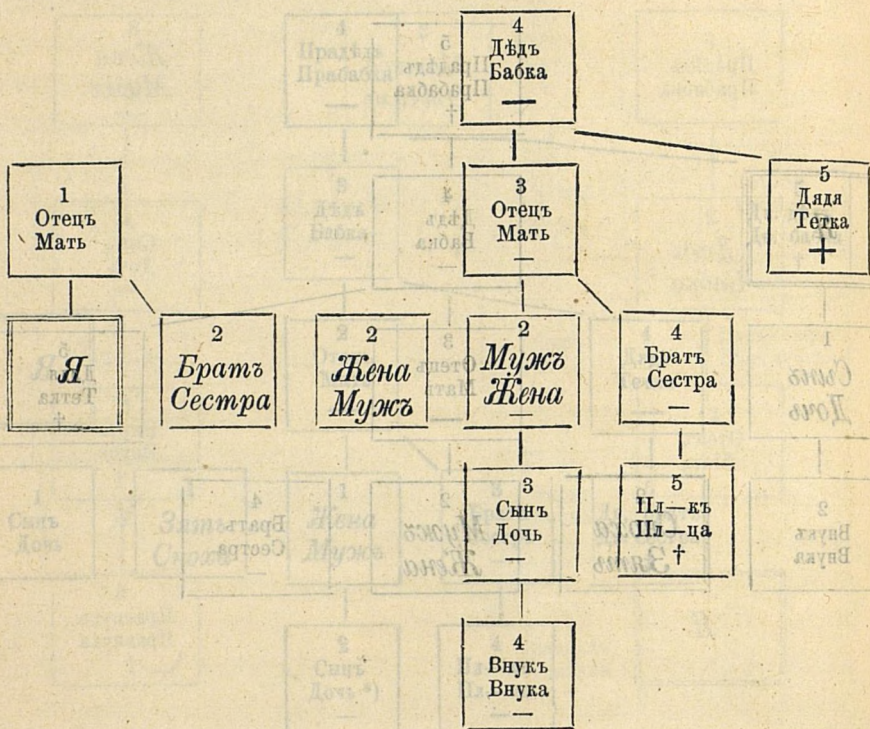 4
Дѣдъ
Бабка
—
1
Отецъ
Мать
3
Отецъ
Мать
—
5
Дядя
Тетка
+
Я
2
Братъ
Сестра
2
Жена
Мужъ
2
Мужъ
Жена
—
4
Братъ
Сестра
—
3
Сынъ
Дочь
—
5
Пл—къ
Пл—ца
†
4
Внукъ
Внука
—